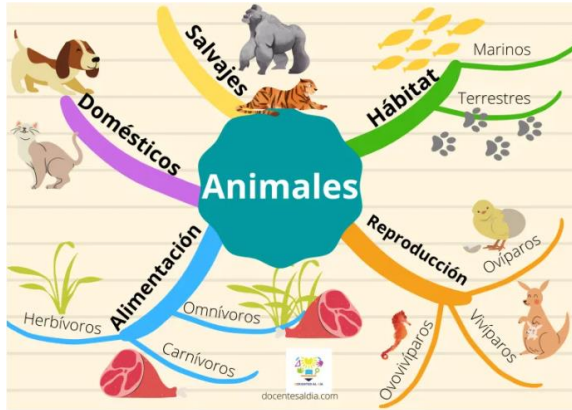 Animales
Salvajes
Domésticos
Alimentación
Herbívoros
Omnívoros
Carnívoros
Hábitat
Marinos
Terrestres
Reproducción
Ovíparos
Vivíparos
Ovovivíparos
docentesaldia.com